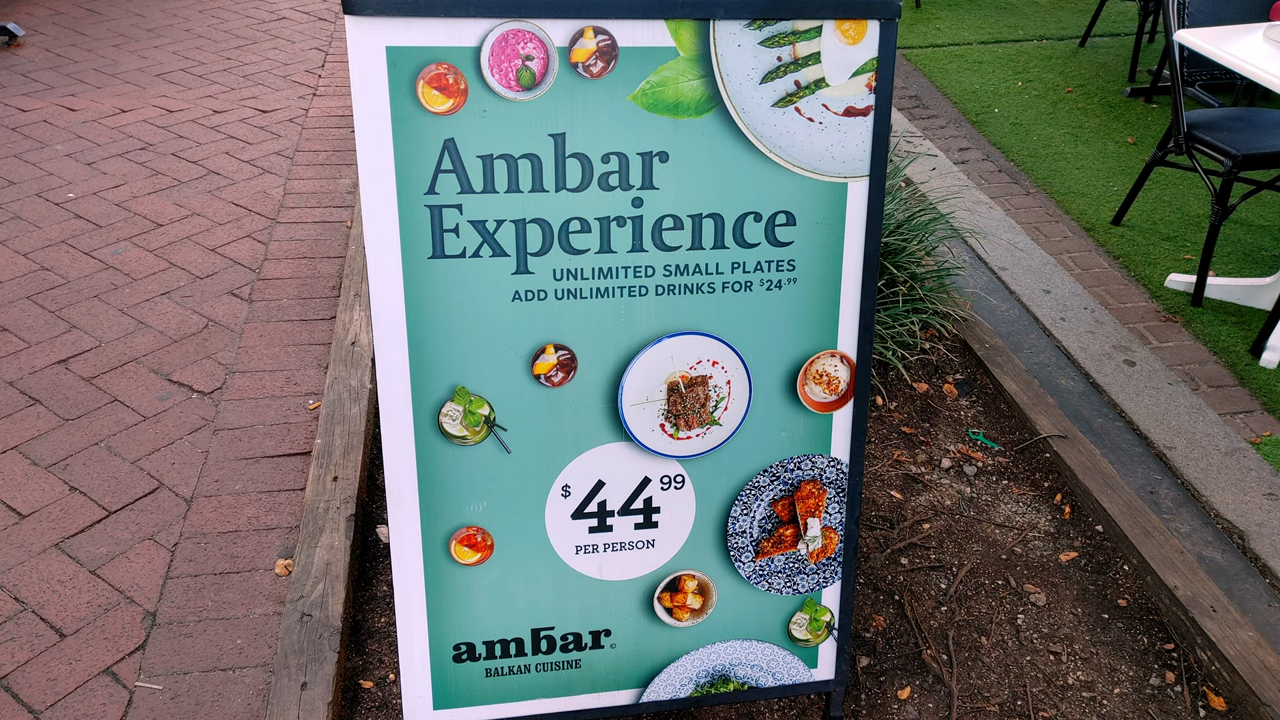 Ambar
Experience
UNLIMITED SMALL PLATES
ADD UNLIMITED DRINKS FOR $24.99
$44.99
PER PERSON
ambar
BALKAN CUISINE